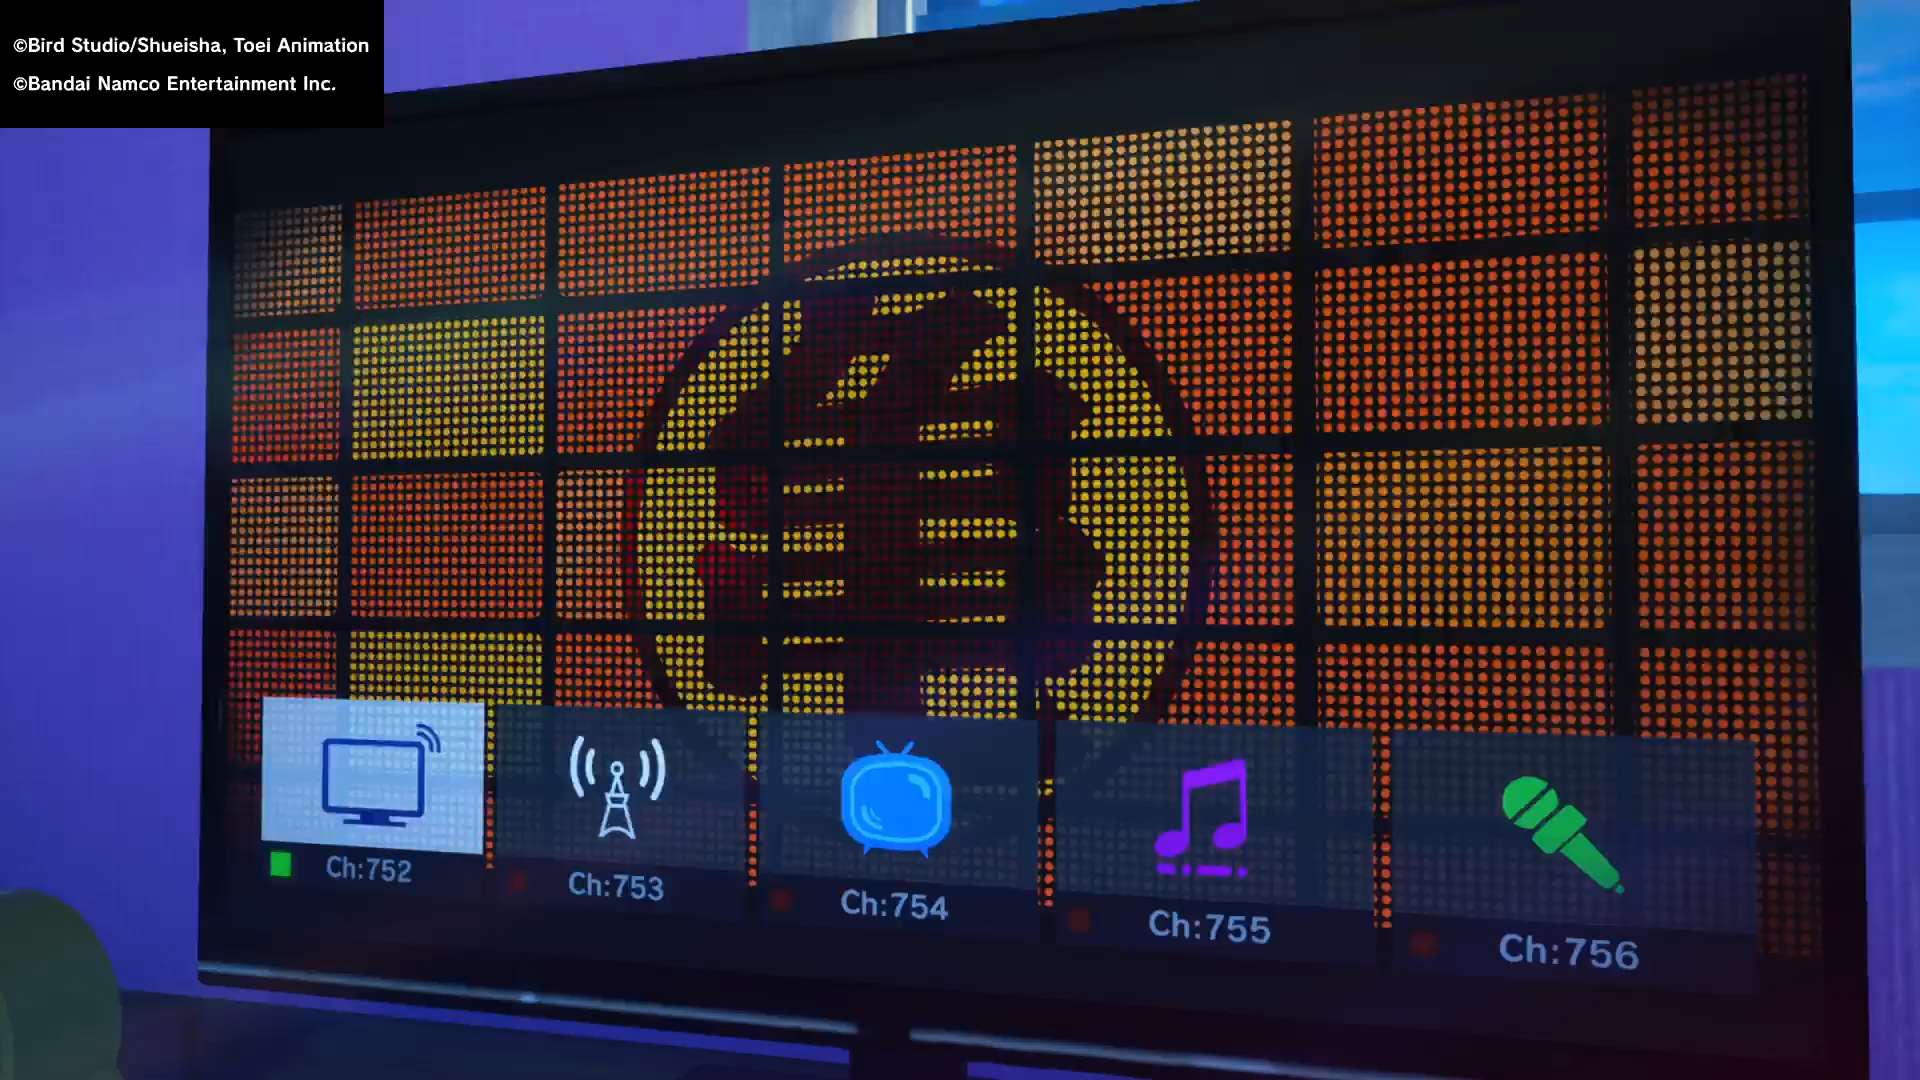 ©Bird Studio/Shueisha, Toei Animation
©Bandai Namco Entertainment Inc.
Ch:752
Ch:753
Ch:754
Ch:755
Ch:756